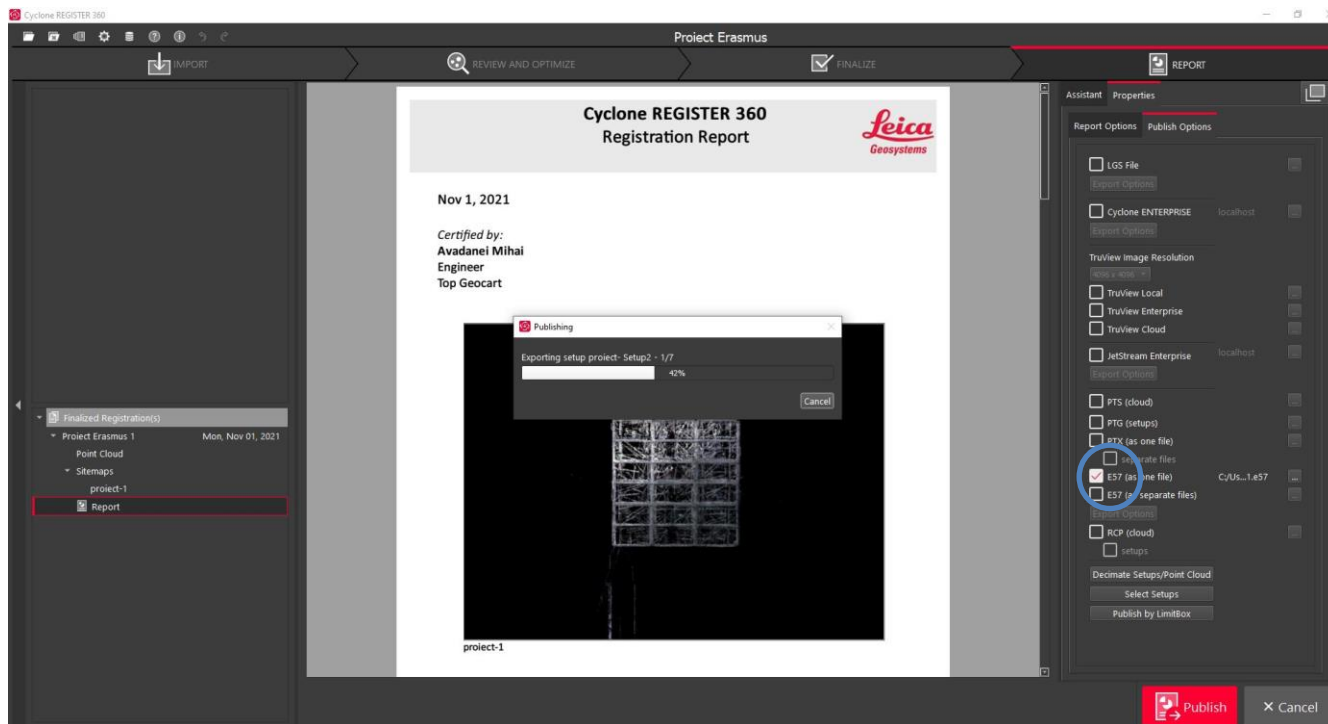 Cyclone REGISTER 360
Proiect Erasmus
IMPORT
REVIEW AND OPTIMIZE
FINALIZE
REPORT
Finalized Registration(s)
Proiect Erasmus 1 Mon, Nov 01, 2021
Point Cloud
Sitemaps
proiect-1
Report
Cyclone REGISTER 360
Registration Report
Leica
Geosystems
Nov 1, 2021
Certified by:
Avadanei Mihai
Engineer
Top Geocart
Publishing
Exporting setup proiect- Setup2 - 1/7
42%
Cancel
proiect-1
Assistant Properties
Report Options Publish Options
LGS File ...
Export Options
Cyclone ENTERPRISE localhost ...
Export Options
TruView Image Resolution
4096 x 4096
TruView Local ...
TruView Enterprise ...
TruView Cloud ...
JetStream Enterprise localhost ...
Export Options
PTS (cloud) ...
PTG (setups) ...
PTX (as one file) ...
separate files
E57 (as one file) C:/Us...1.e57 ...
E57 (as separate files) ...
Export Options
RCP (cloud) ...
setups
Decimate Setups/Point Cloud
Select Setups
Publish by LimitBox
Publish
Cancel